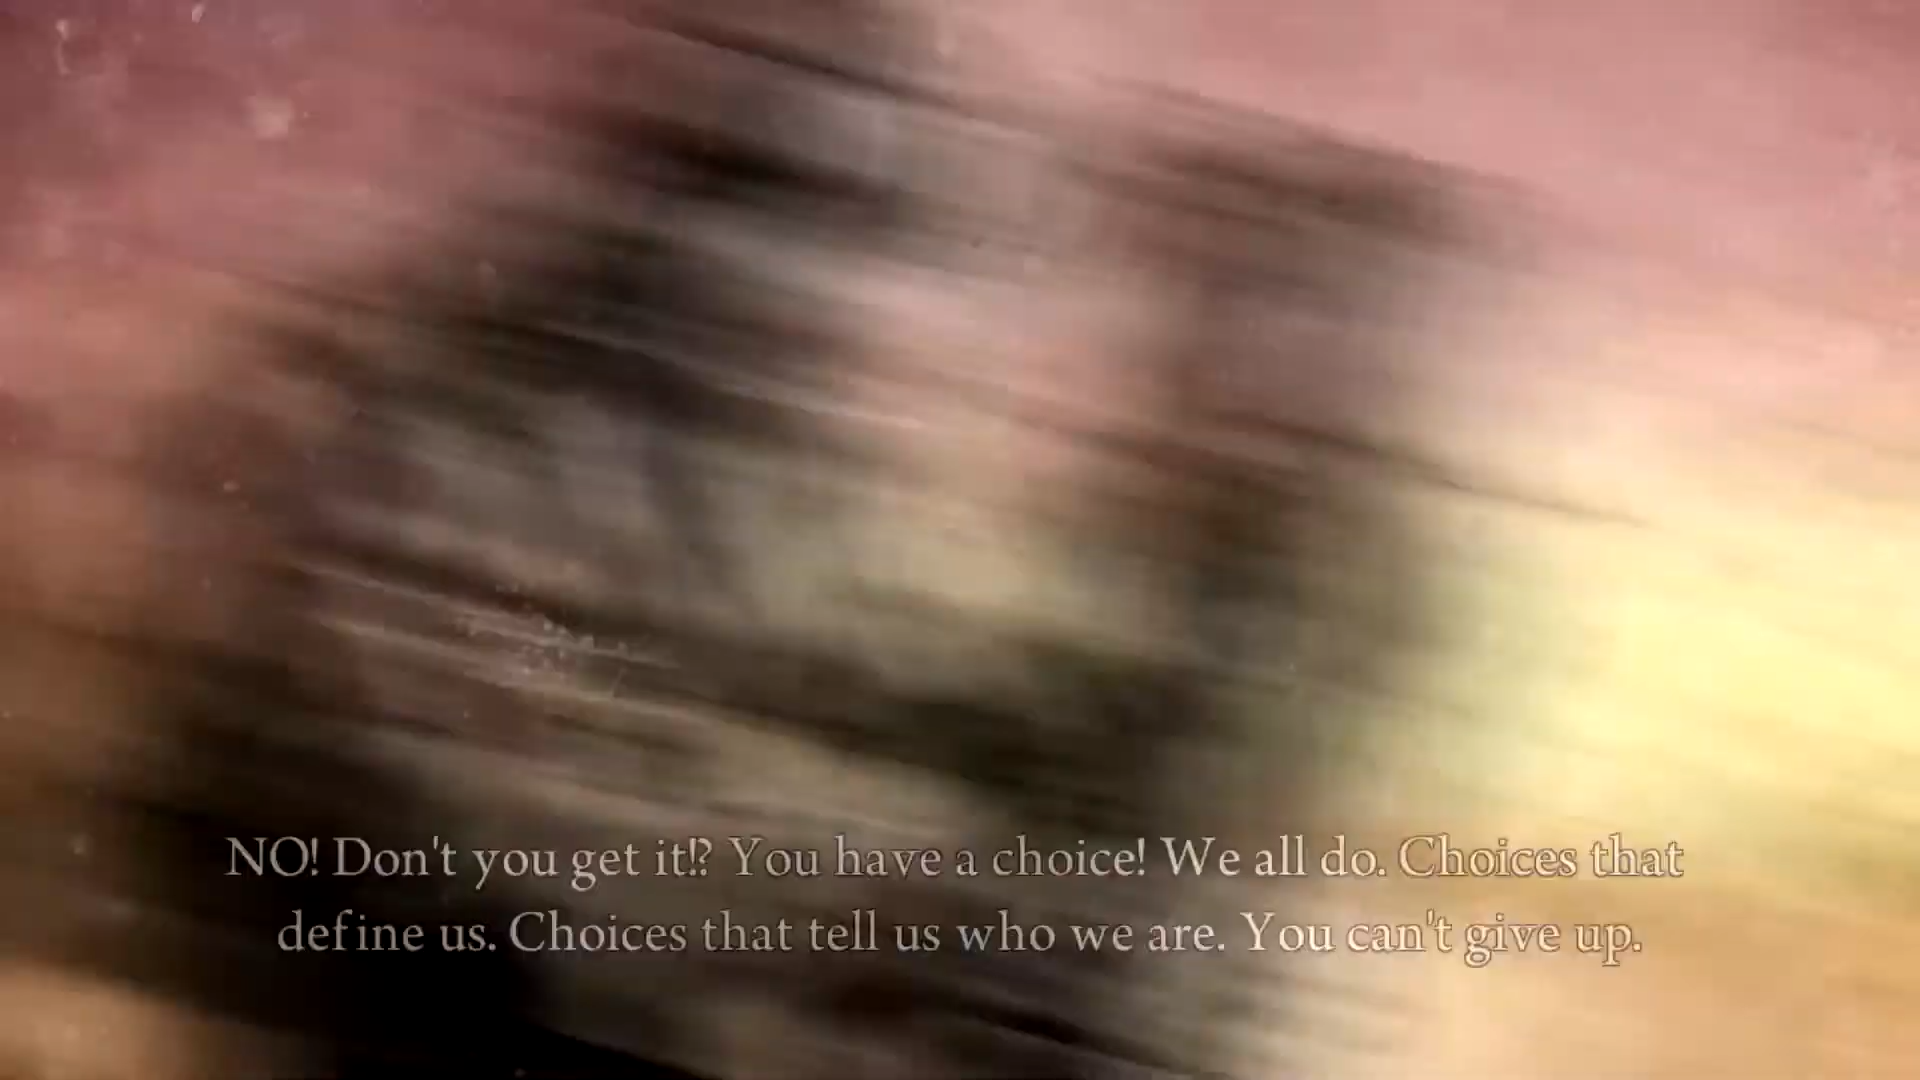 NO! Don't you get it!? You have a choice! We all do. Choices that
define us. Choices that tell us who we are. You can't give up.